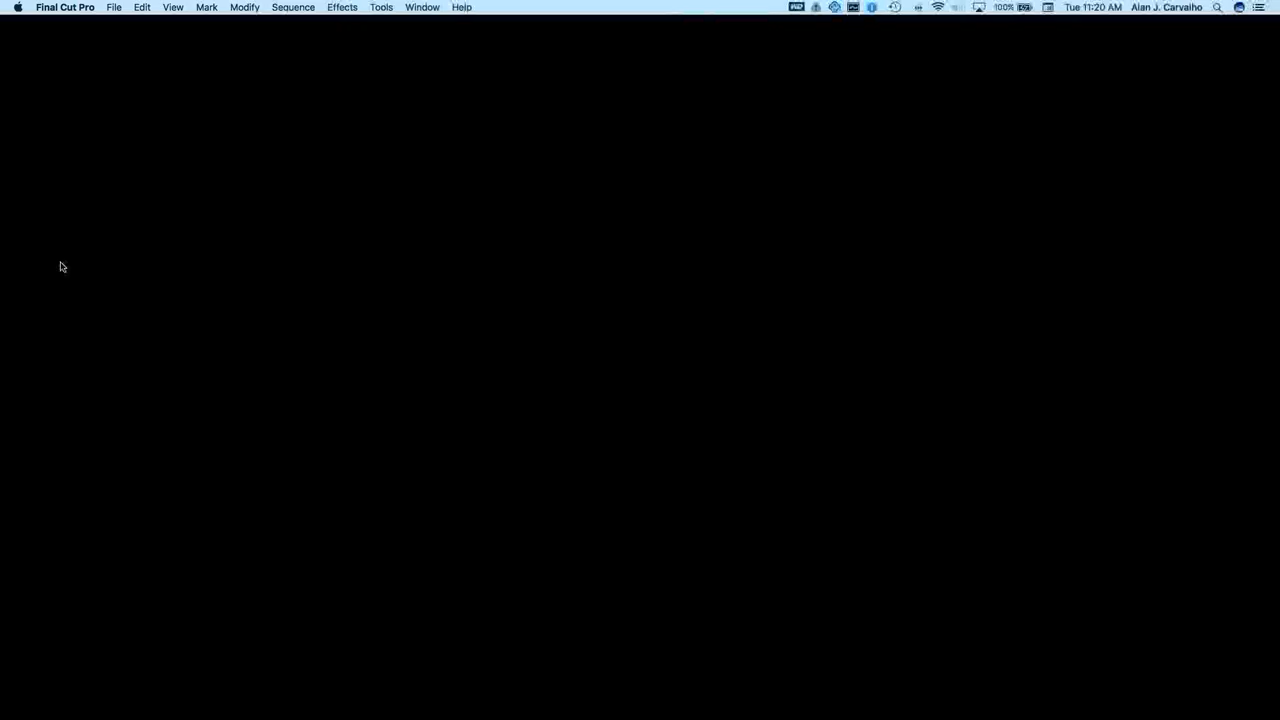 Final Cut Pro File Edit View Mark Modify Sequence Effects Tools Window Help 100% Tue 11:20 AM Alan J. Carvalho